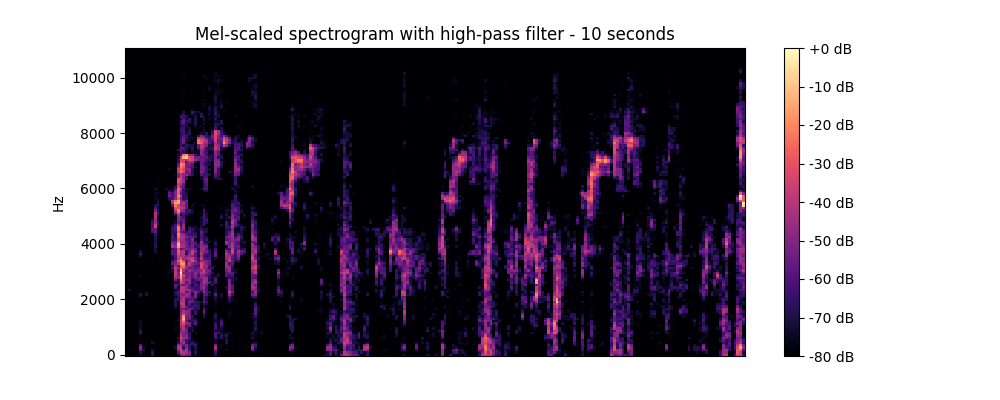 Mel-scaled spectrogram with high-pass filter - 10 seconds
Hz
10000
8000
6000
4000
2000
0
+0 dB
-10 dB
-20 dB
-30 dB
-40 dB
-50 dB
-60 dB
-70 dB
-80 dB